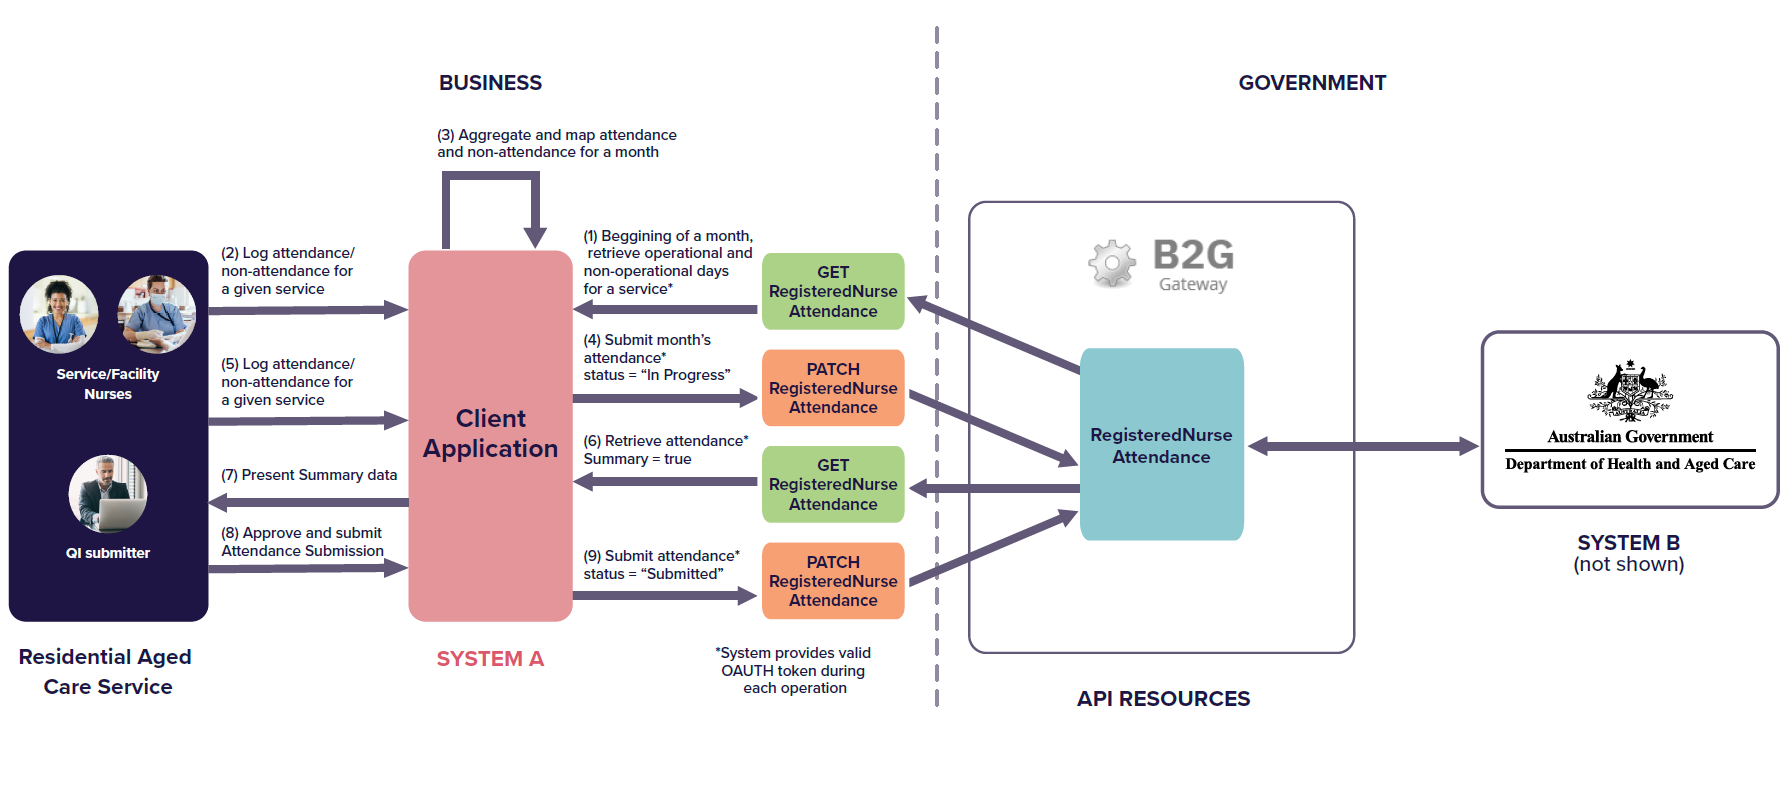 BUSINESS
GOVERNMENT
(3) Aggregate and map attendance
and non-attendance for a month
(1) Beggining of a month,
retrieve operational and
non-operational days
for a service*
(2) Log attendance/
non-attendance for
a given service
GET
RegisteredNurse
Attendance
B2G
Gateway
(4) Submit month's
attendance*
status = "In Progress"
(5) Log attendance/
non-attendance for
a given service
Service/Facility
Nurses
PATCH
RegisteredNurse
Attendance
Client
Application
RegisteredNurse
Attendance
Australian Government
Department of Health and Aged Care
(6) Retrieve attendance*
Summary = true
GET
RegisteredNurse
Attendance
(7) Present Summary data
(8) Approve and submit
Attendance Submission
QI submitter
(9) Submit attendance*
status = "Submitted"
PATCH
RegisteredNurse
Attendance
SYSTEM B
(not shown)
Residential Aged
Care Service
SYSTEM A
*System provides valid
OAUTH token during
each operation
API RESOURCES